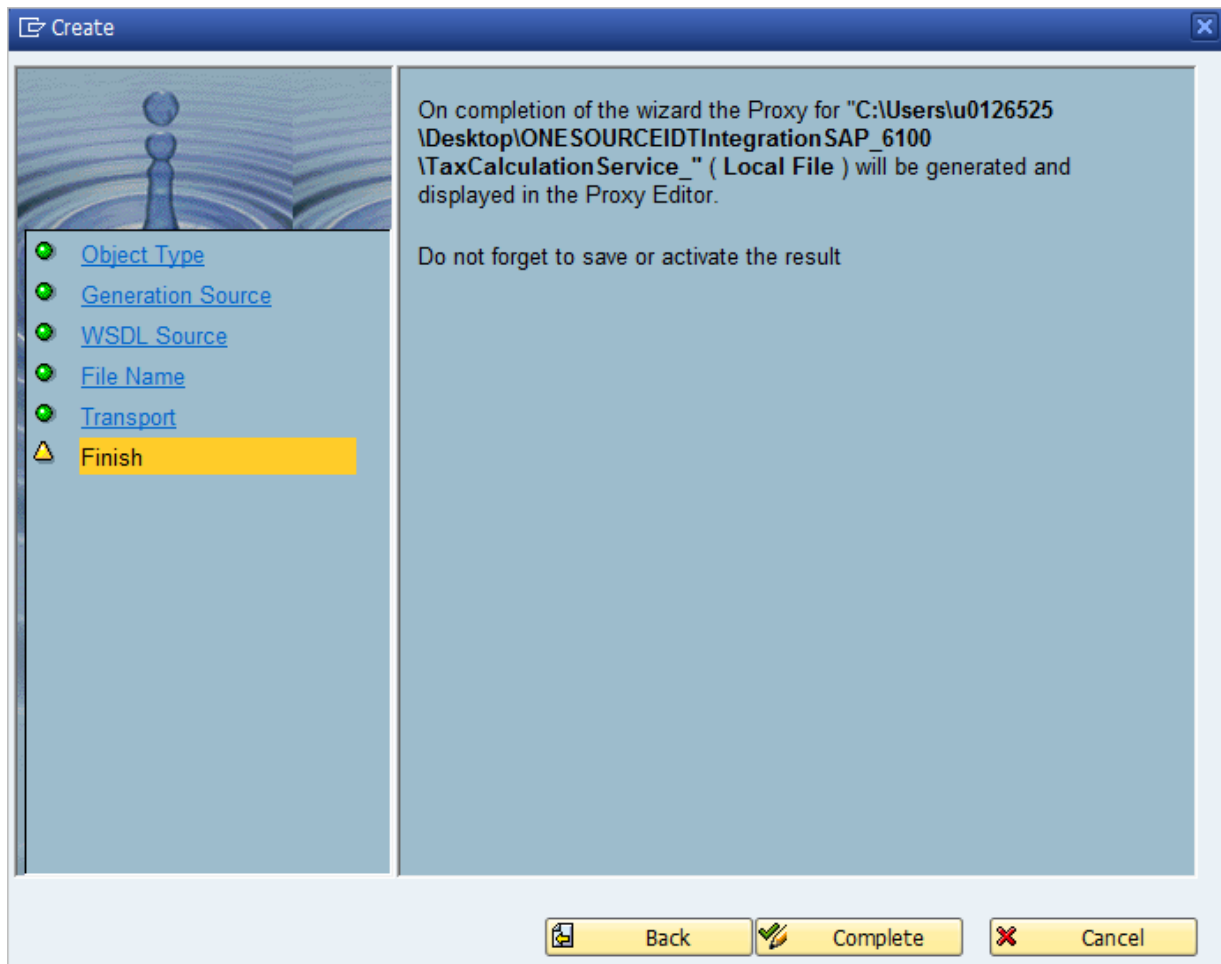 Create
On completion of the wizard the Proxy for "C:\Users\u0126525
\Desktop\ONESOURCEIDTIntegrationSAP_6100
\TaxCalculationService_" ( Local File ) will be generated and
displayed in the Proxy Editor.
Do not forget to save or activate the result
Object Type
Generation Source
WSDL Source
File Name
Transport
Finish
Back
Complete
Cancel